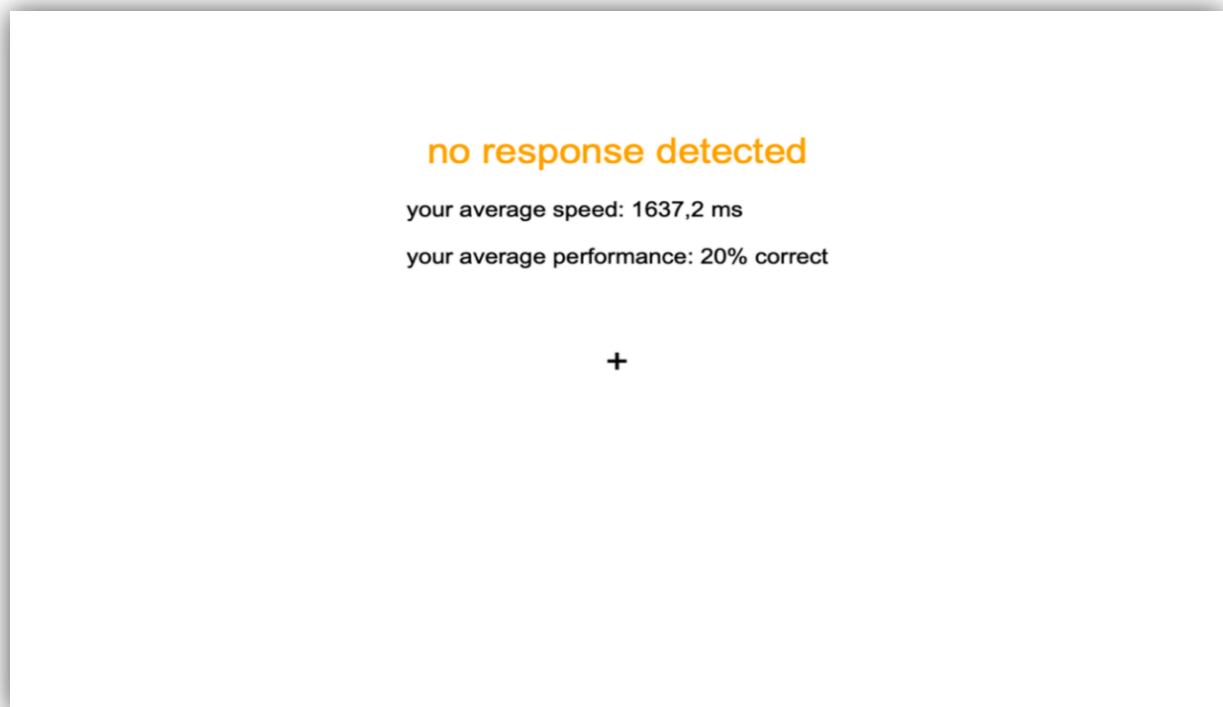 no response detected
your average speed: 1637,2 ms
your average performance: 20% correct
+